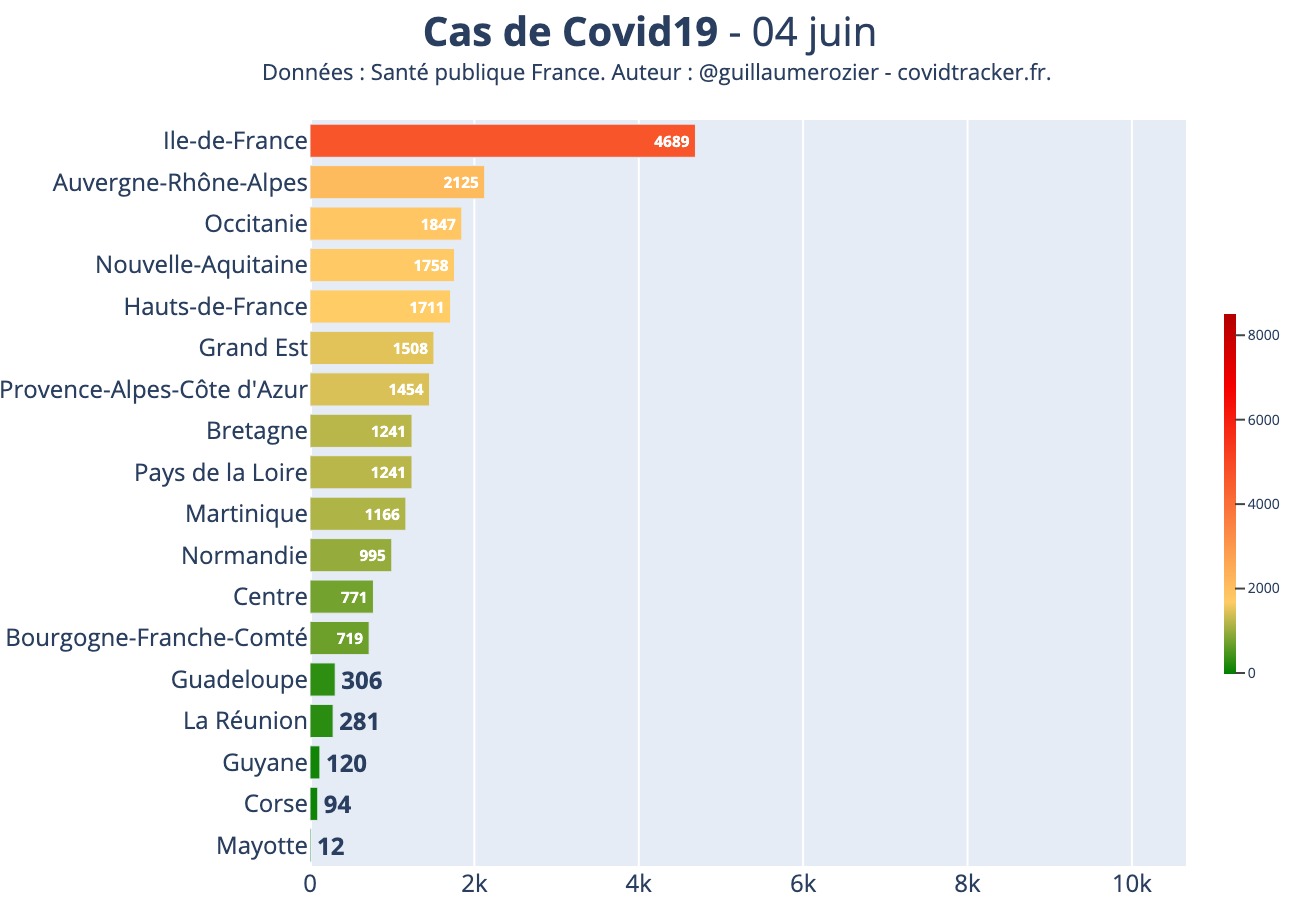 Cas de Covid19 - 04 juin
Données : Santé publique France. Auteur : @guillaumerozier - covidtracker.fr.
Ile-de-France 4689
Auvergne-Rhône-Alpes 2125
Occitanie 1847
Nouvelle-Aquitaine 1758
Hauts-de-France 1711
Grand Est 1508
Provence-Alpes-Côte d'Azur 1454
Bretagne 1241
Pays de la Loire 1241
Martinique 1166
Normandie 995
Centre 771
Bourgogne-Franche-Comté 719
Guadeloupe 306
La Réunion 281
Guyane 120
Corse 94
Mayotte 12
0 2k 4k 6k 8k 10k
8000
6000
4000
2000
0